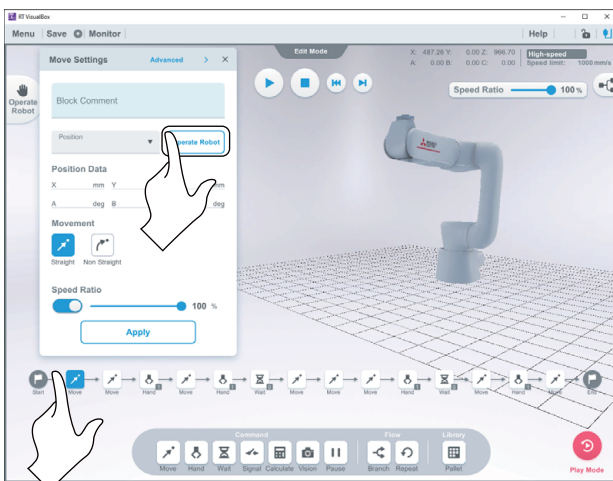 RT VisualBox
Menu Save Monitor Help
Move Settings Advanced > ×
Edit Mode
X: 487.26 Y: 0.00 Z: 966.70 High-speed
A: 0.00 B: 0.00 C: 0.00 Speed limit: 1000 mm/s
Speed Ratio 100 %
Operate
Robot
Block Comment
Position
Operate Robot
Position Data
X mm Y mm
A deg B deg
Movement
Straight Non Straight
Speed Ratio
100 %
Apply
Start Move Move Hand Move Hand Wait Move Move Move Hand Wait Move Hand Move End
Command Flow Library
Move Hand Wait Signal Calculate Vision Pause Branch Repeat Pallet
Play Mode